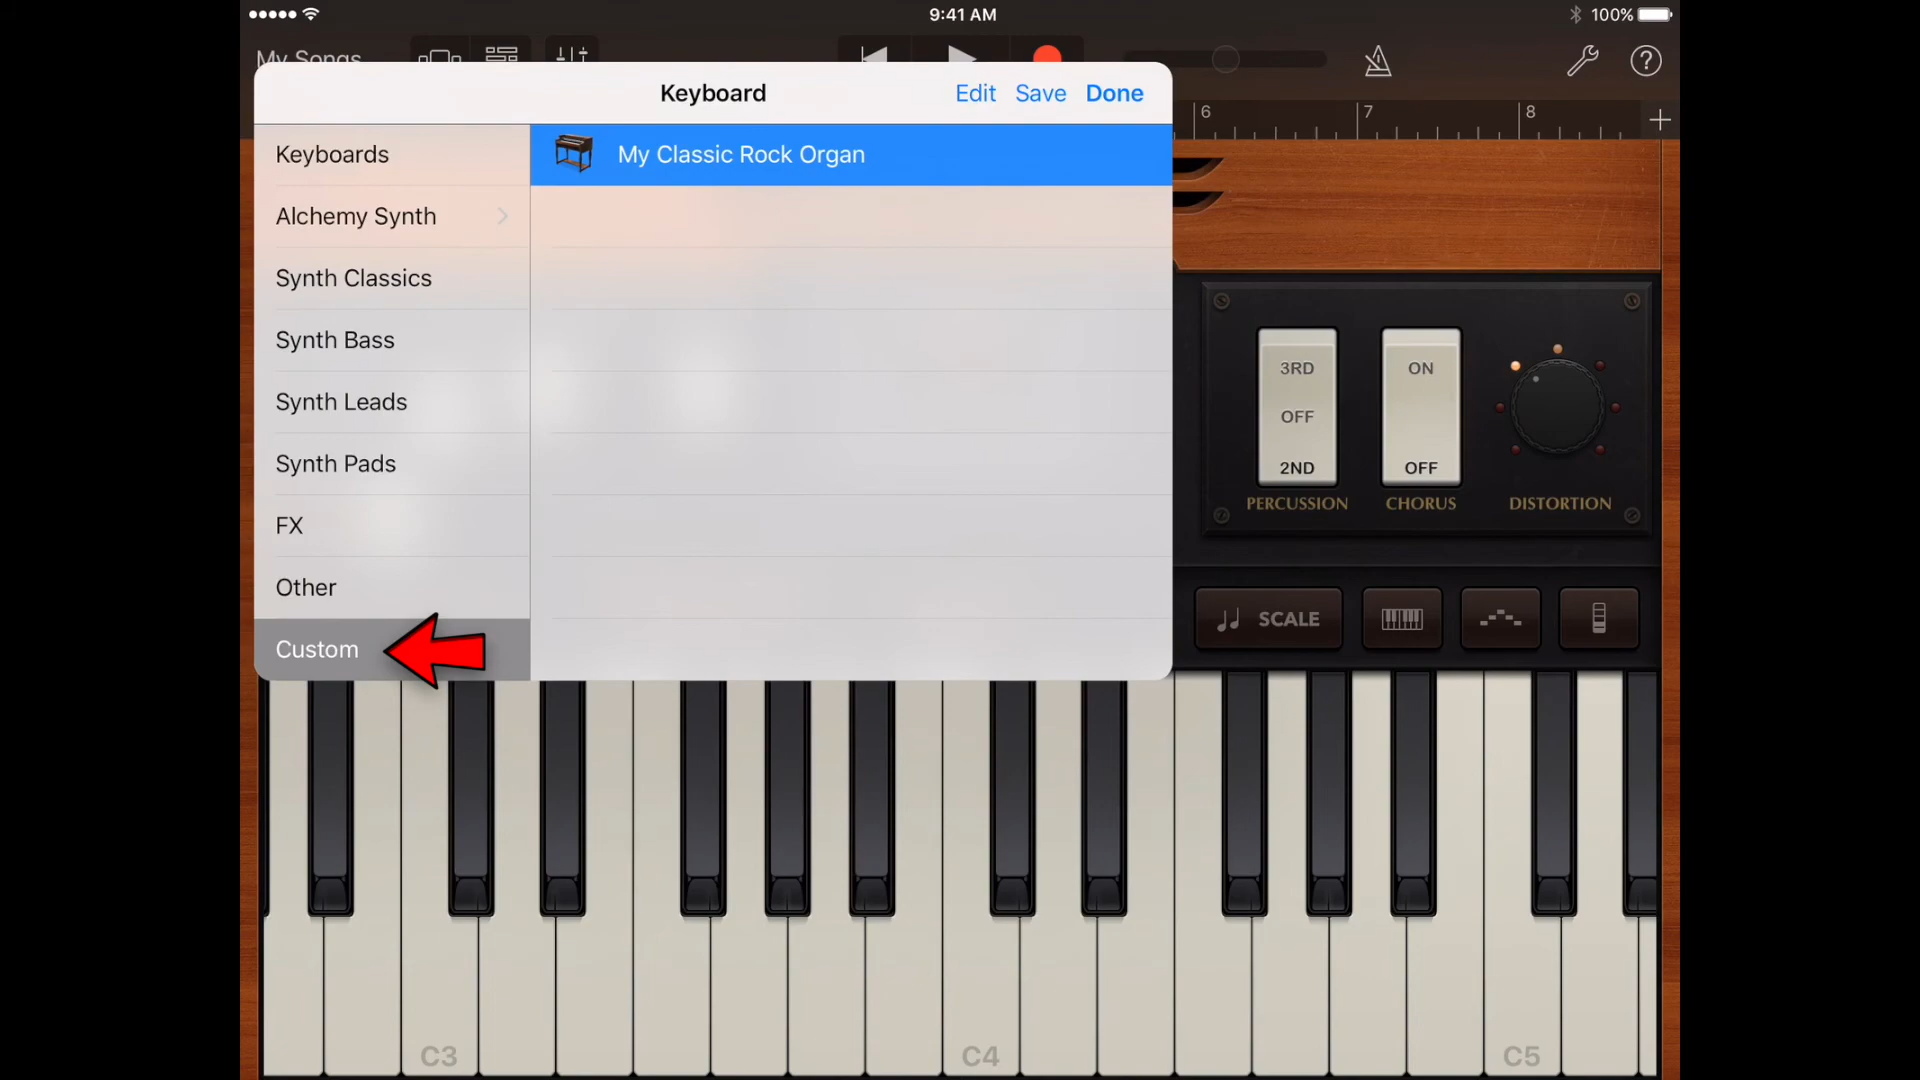 9:41 AM
100%
My Songs
Keyboard
Edit Save Done
6 7 8
Keyboards
My Classic Rock Organ
Alchemy Synth
Synth Classics
Synth Bass
Synth Leads
Synth Pads
FX
Other
Custom
3RD
OFF
2ND
PERCUSSION
ON
OFF
CHORUS
DISTORTION
SCALE
C3 C4 C5